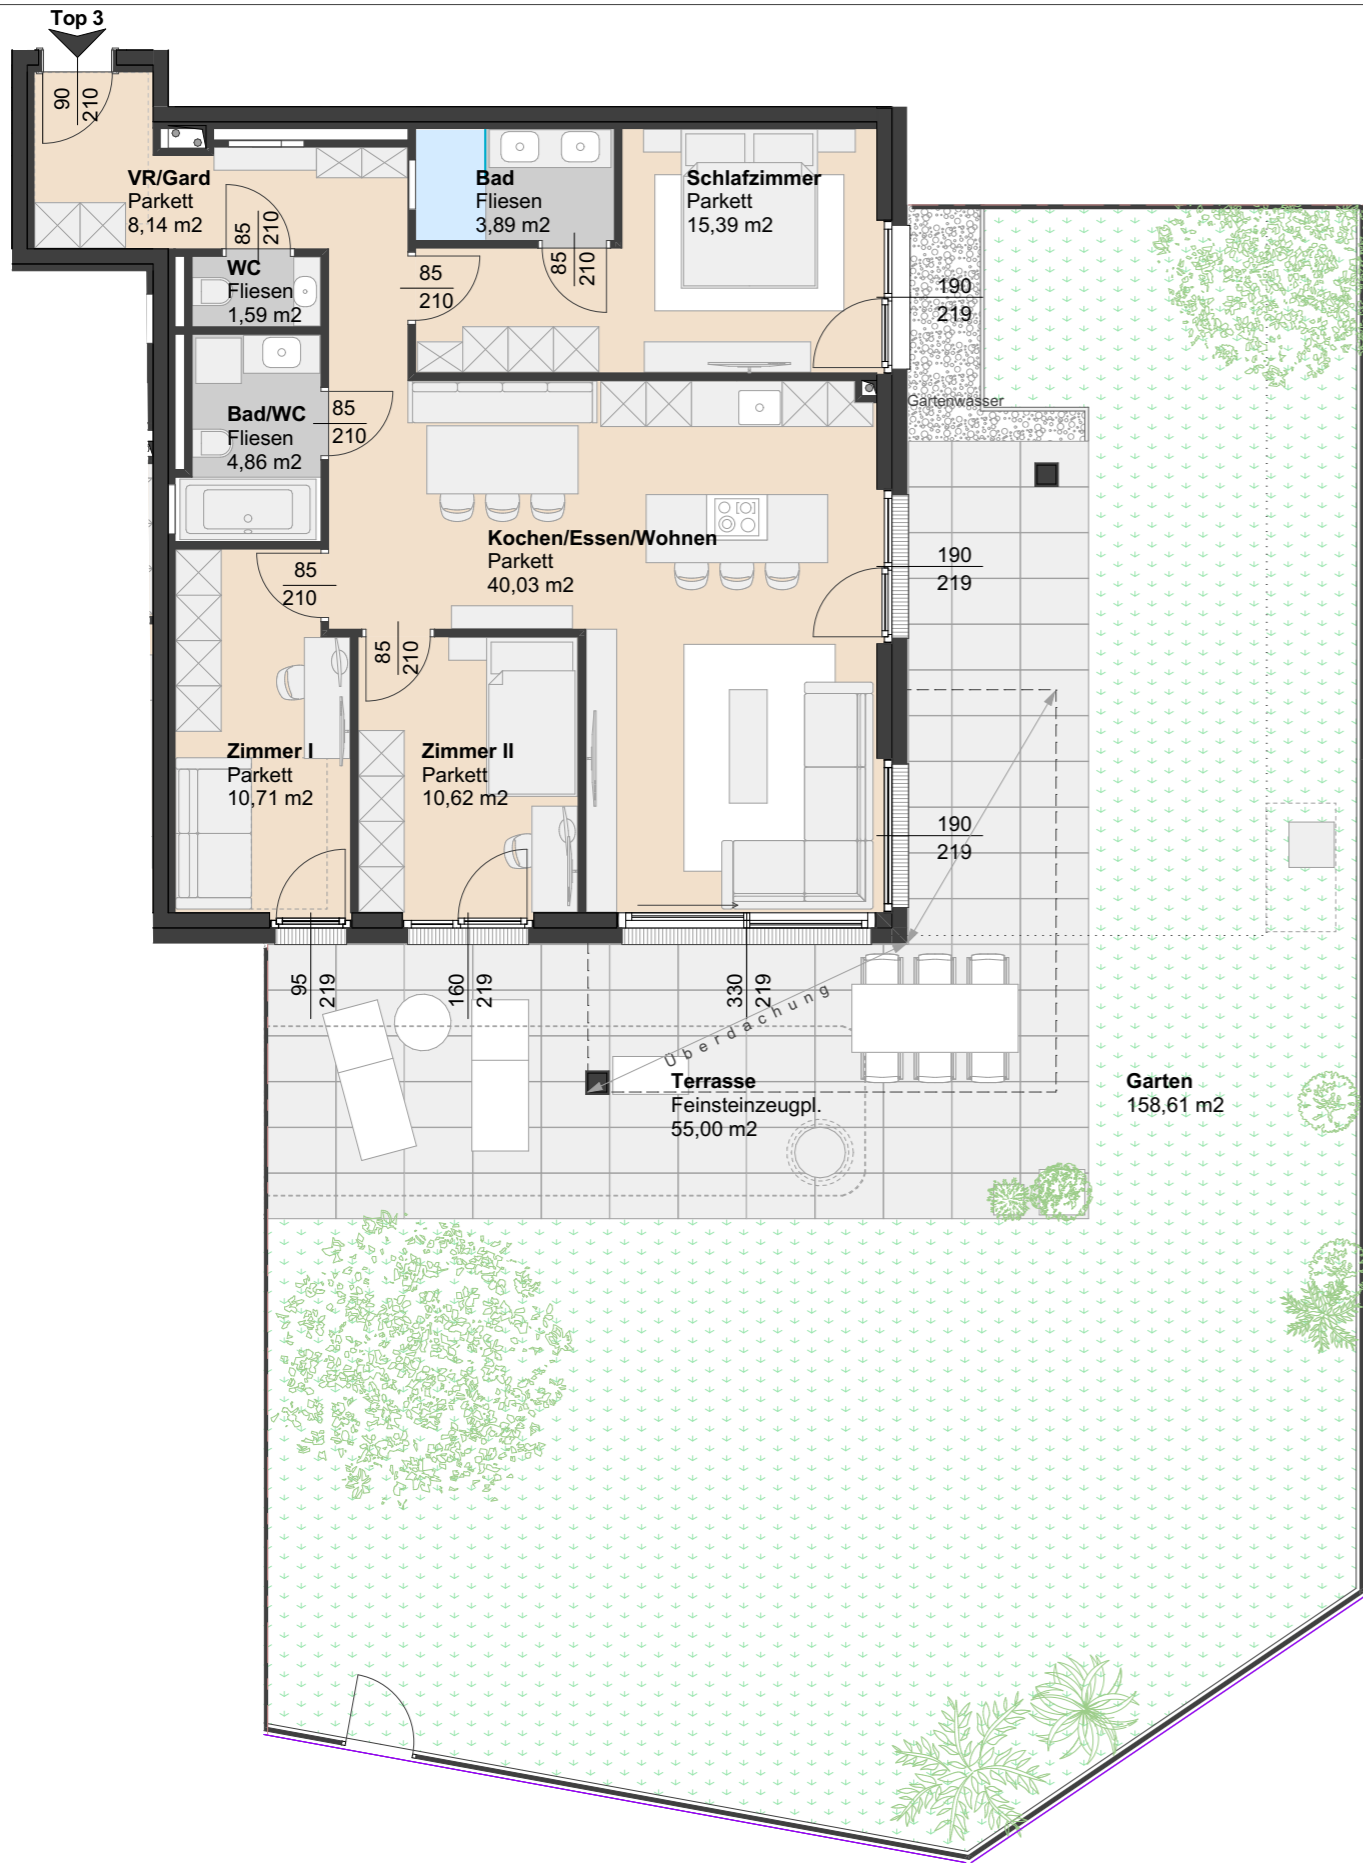 Top 3
90
210
VR/Gard
Parkett
8,14 m2
85
210
Bad
Fliesen
3,89 m2
85
210
Schlafzimmer
Parkett
15,39 m2
WC
Fliesen
1,59 m2
85
210
190
219
Gartenwasser
Bad/WC
Fliesen
4,86 m2
85
210
Kochen/Essen/Wohnen
Parkett
40,03 m2
85
210
190
219
85
210
Zimmer I
Parkett
10,71 m2
Zimmer II
Parkett
10,62 m2
190
219
95
219
160
219
330
219
Überdachung
Terrasse
Feinsteinzeugpl.
55,00 m2
Garten
158,61 m2